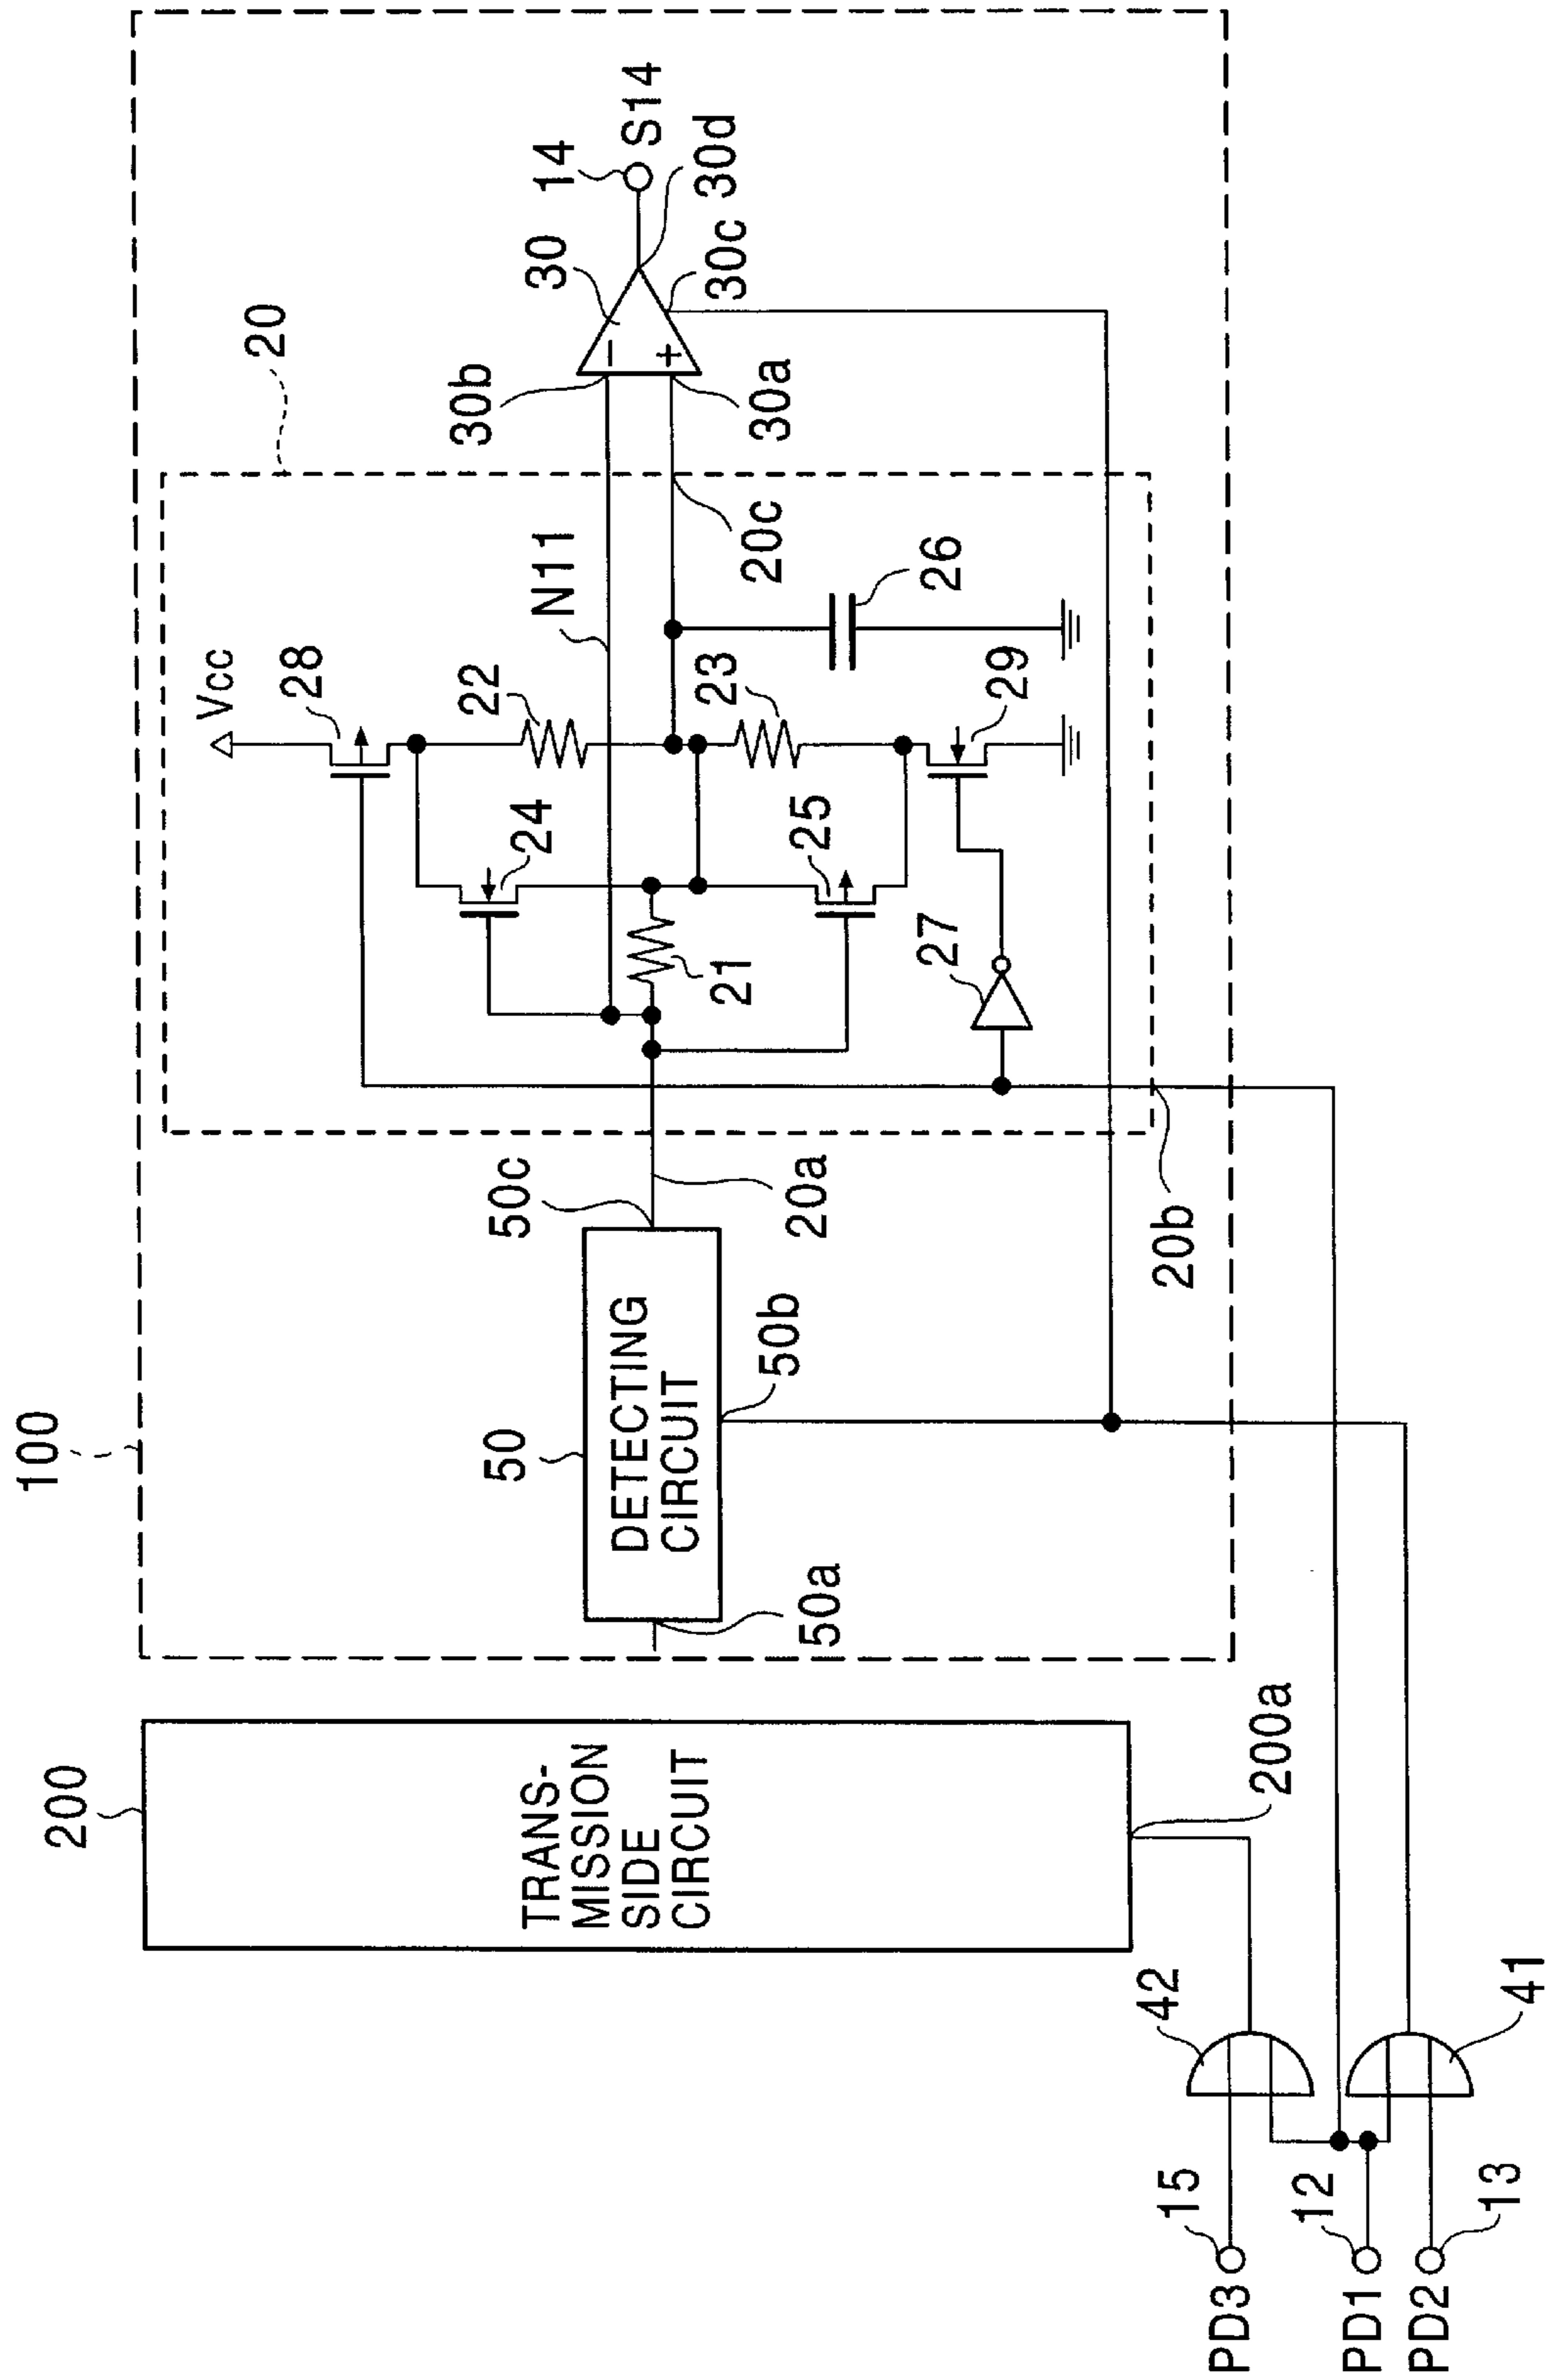 100
20
Vcc
28
22
24
N11
30b
30
14
S14
30d
30c
30a
20c
23
26
25
29
21
27
50c
20a
50
DETECTING
CIRCUIT
50b
50a
20b
200
TRANS-
MISSION
SIDE
CIRCUIT
200a
42
41
PD3
15
PD1
12
PD2
13
−
+